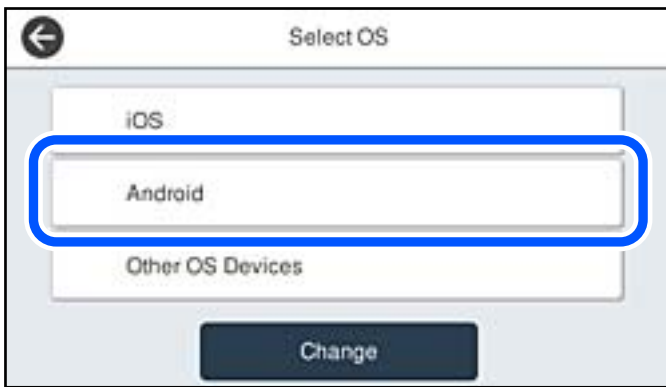 Select OS
iOS
Android
Other OS Devices
Change